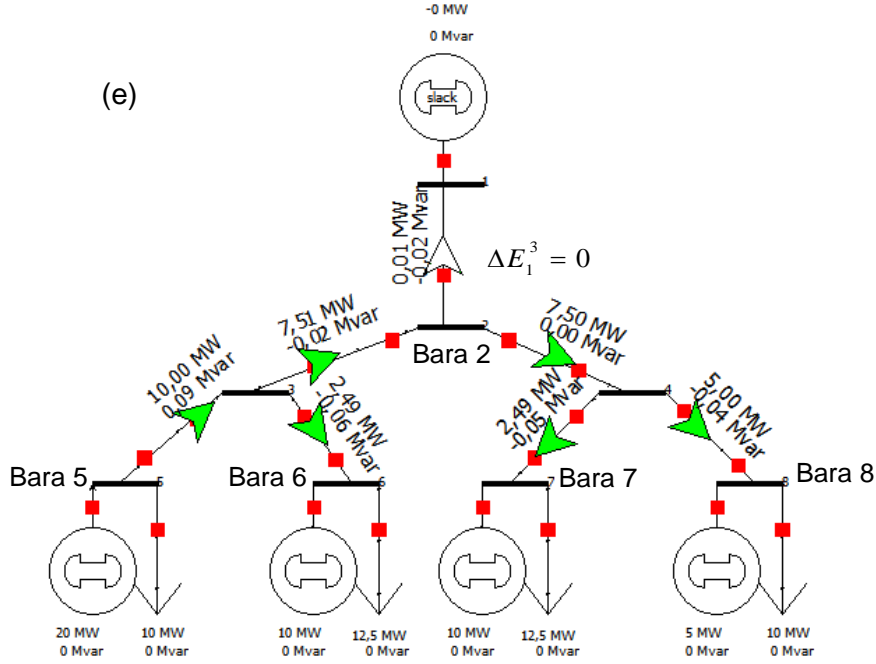 -0 MW
0 Mvar
(e)
slack
1
0,01 MW
-0,02 Mvar
ΔE₁³ = 0
7,51 MW
-0,02 Mvar
2
Bara 2
7,50 MW
0,00 Mvar
10,00 MW
0,09 Mvar
3
2,49 MW
-0,06 Mvar
2,49 MW
-0,05 Mvar
4
5,00 MW
-0,04 Mvar
Bara 5
5
Bara 6
6
7
Bara 7
8
Bara 8
20 MW
0 Mvar
10 MW
0 Mvar
10 MW
0 Mvar
12,5 MW
0 Mvar
10 MW
0 Mvar
12,5 MW
0 Mvar
5 MW
0 Mvar
10 MW
0 Mvar